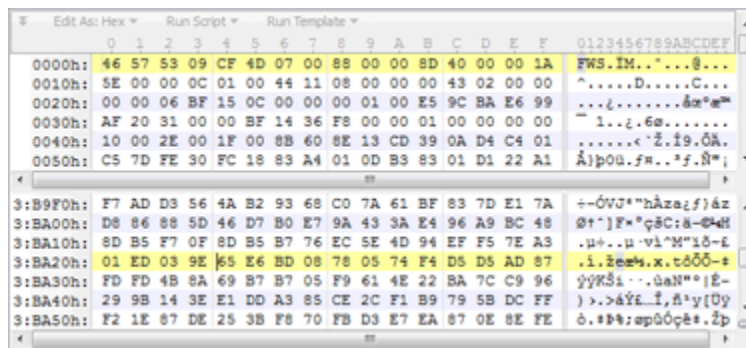 Edit As: Hex Run Script Run Template
0 1 2 3 4 5 6 7 8 9 A B C D E F 0123456789ABCDEF
0000h: 46 57 53 09 CF 4D 07 00 88 00 00 8D 40 00 00 1A FWS.ÏM..ˆ...@...
0010h: 5E 00 00 0C 01 00 44 11 08 00 00 00 43 02 00 00 ^.....D.....C...
0020h: 00 00 06 BF 15 0C 00 00 00 01 00 E5 9C BA E6 99 ...¿.......åœºæ™
0030h: AF 20 31 00 00 00 BF 14 36 F8 00 00 01 00 00 00 ¯ 1...¿.6ø......
0040h: 10 00 2E 00 1F 00 8B 60 8E 13 CD 39 0A D4 C4 01 ......‹`Ž.Í9.ÔÄ.
0050h: C5 7D FE 30 FC 18 83 A4 01 0D B3 83 01 D1 22 A1
3:B9F0h: F7 AD D3 56 4A B2 93 68 C0 7A 61 BF 83 7D E1 7A
3:BA00h: D8 86 88 5D 46 D7 B0 E7 9A 43 3A E4 96 A9 BC 48
3:BA10h: 8D B5 F7 0F 8D B5 B7 76 EC 5E 4D 94 EF F5 7E A3
3:BA20h: 01 ED 03 9E 65 E6 BD 08 78 05 74 F4 D5 D5 AD 87
3:BA30h: FD FD 4B 8A 69 B7 B7 05 F9 61 4E 22 BA 7C C9 96
3:BA40h: 29 9B 14 3E E1 DD A3 85 CE 2C F1 B9 79 5B DC FF
3:BA50h: F2 1E 87 DE 25 3B F8 70 FB D3 E7 EA 87 0E 8E FE